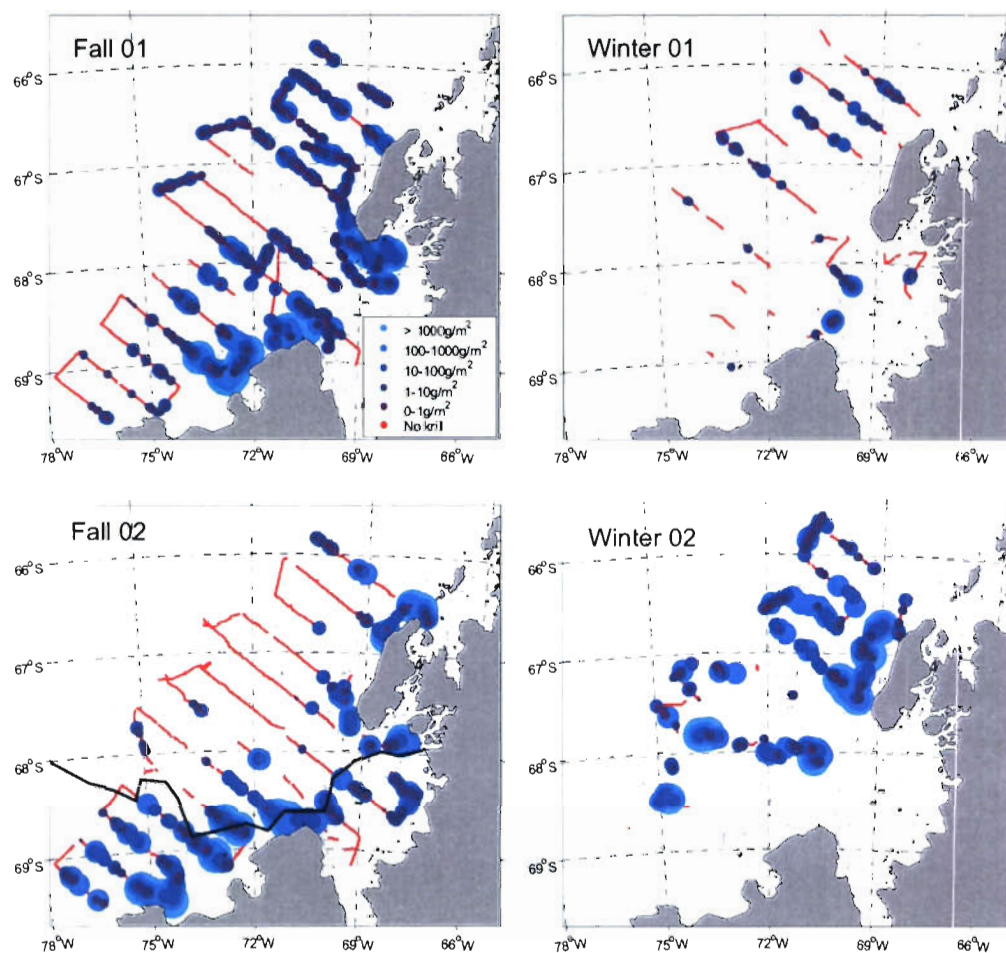 Fall 01
66°S
67°S
68°S
69°S
78°W 75°W 72°W 69°W 66°W
> 1000g/m²
100-1000g/m²
10-100g/m²
1-10g/m²
0-1g/m²
No krill
Winter 01
66°S
67°S
68°S
69°S
78°W 75°W 72°W 69°W 66°W
Fall 02
66°S
67°S
68°S
69°S
78°W 75°W 72°W 69°W 66°W
Winter 02
66°S
67°S
68°S
69°S
78°W 75°W 72°W 69°W 66°W